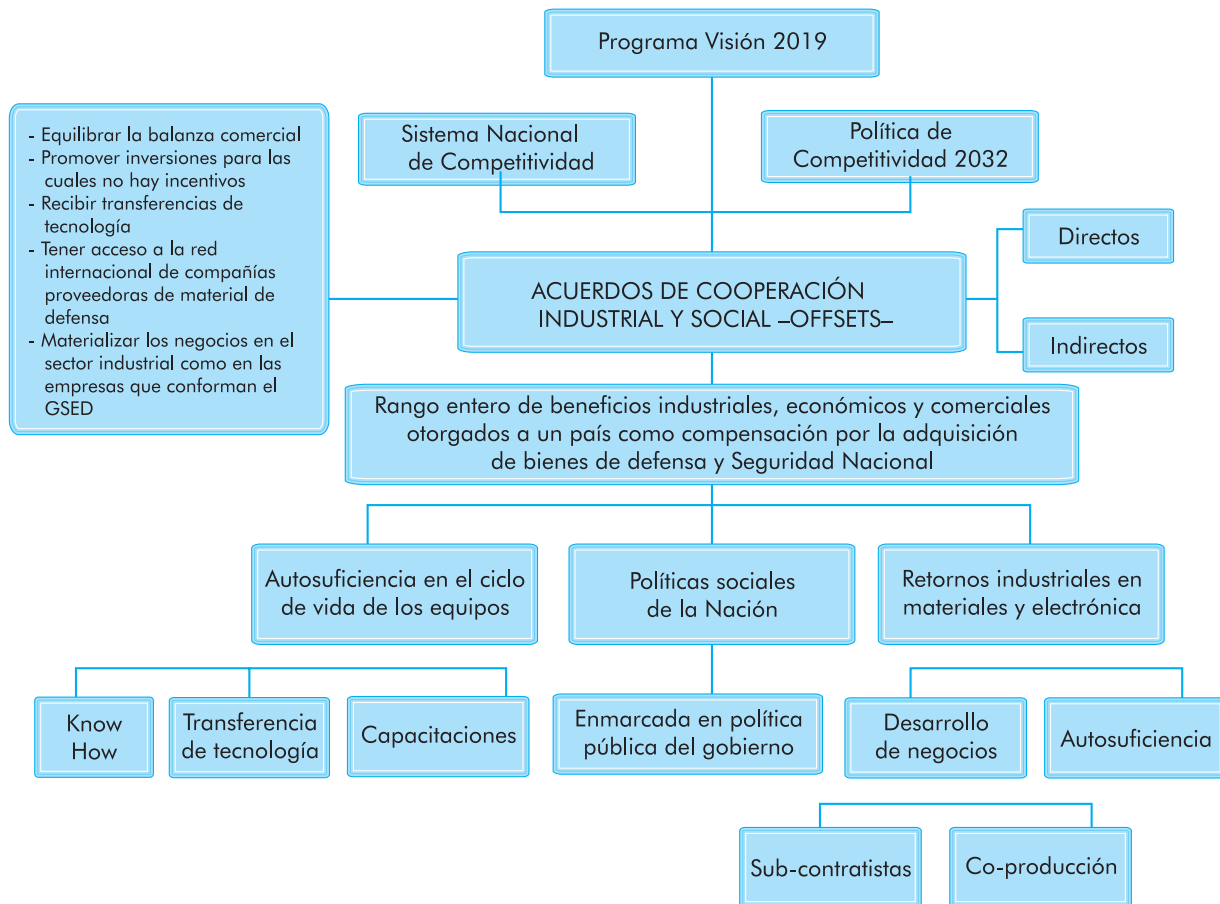 Programa Visión 2019
- Equilibrar la balanza comercial
- Promover inversiones para las
cuales no hay incentivos
- Recibir transferencias de
tecnología
- Tener acceso a la red
internacional de compañías
proveedoras de material de
defensa
- Materializar los negocios en el
sector industrial como en las
empresas que conforman el
GSED
Sistema Nacional
de Competitividad
Política de
Competitividad 2032
ACUERDOS DE COOPERACIÓN
INDUSTRIAL Y SOCIAL –OFFSETS–
Directos
Indirectos
Rango entero de beneficios industriales, económicos y comerciales
otorgados a un país como compensación por la adquisición
de bienes de defensa y Seguridad Nacional
Autosuficiencia en el ciclo
de vida de los equipos
Políticas sociales
de la Nación
Retornos industriales en
materiales y electrónica
Know
How
Transferencia
de tecnología
Capacitaciones
Enmarcada en política
pública del gobierno
Desarrollo
de negocios
Autosuficiencia
Sub-contratistas
Co-producción